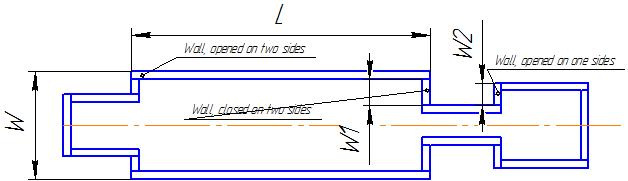 L
Wall, opened on two sides
W2
Wall, opened on one sides
Wall, closed on two sides
W
W1